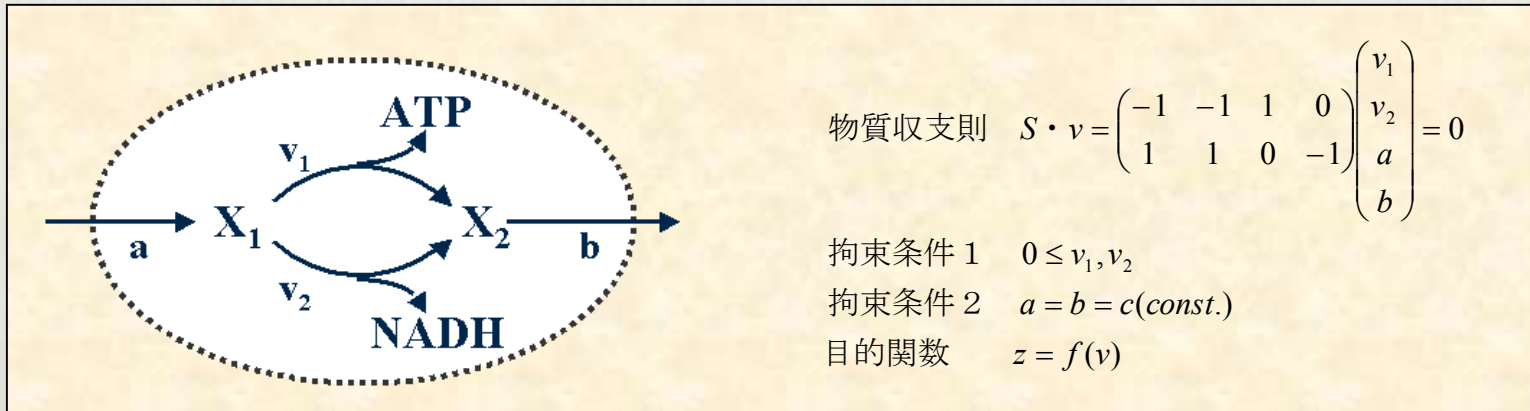 ATP
v₁
a
X₁
X₂
b
v₂
NADH
物質収支則 S・v = ( −1 −1 1 0 ; 1 1 0 −1 ) ( v₁ ; v₂ ; a ; b ) = 0
拘束条件１ 0 ≤ v₁, v₂
拘束条件２ a = b = c(const.)
目的関数 z = f(v)